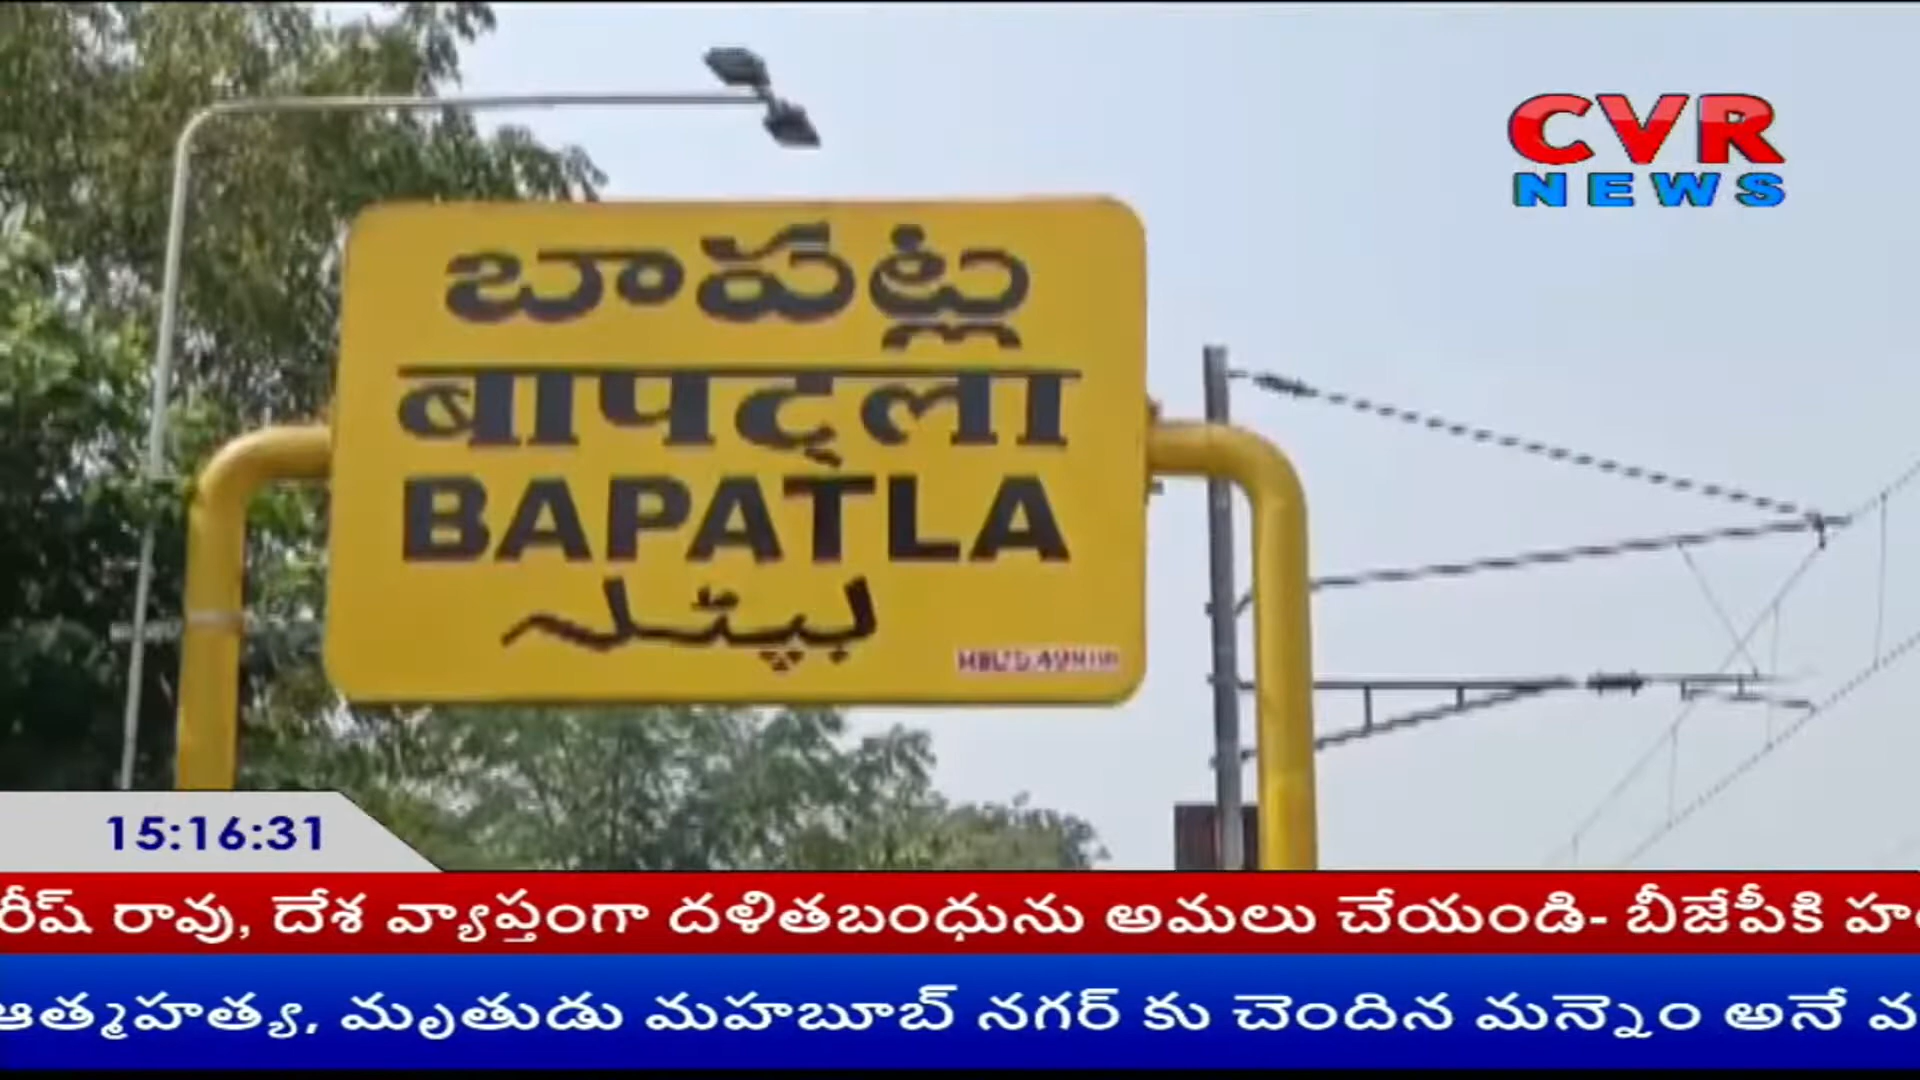 CVR
NEWS
బాపట్ల
बापट्ला
BAPATLA
بپٹلہ
15:16:31
రీష్ రావు, దేశ వ్యాప్తంగా దళితబంధును అమలు చేయండి- బీజేపీకి
ఆత్మహత్య, మృతుడు మహబూబ్ నగర్ కు చెందిన మన్నెం అనే